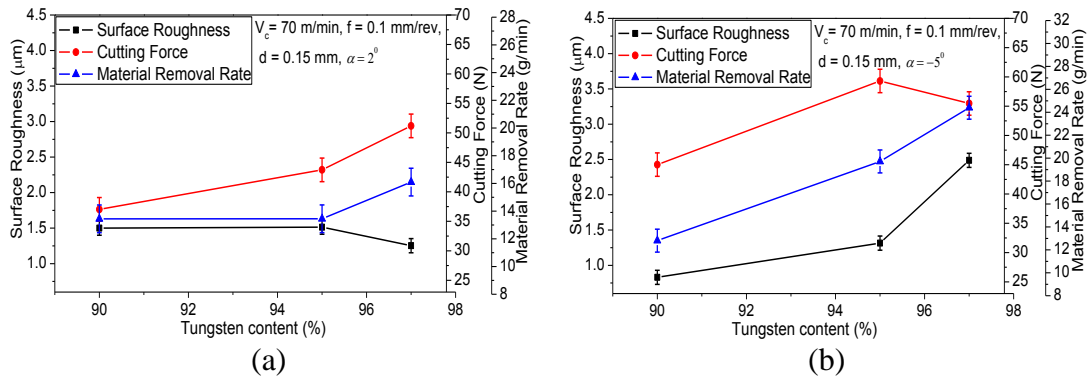 4.5
4.0
3.5
3.0
2.5
2.0
1.5
1.0
Surface Roughness (μm)
Surface Roughness
Cutting Force
Material Removal Rate
V_c = 70 m/min, f = 0.1 mm/rev,
d = 0.15 mm, α = 2⁰
70
65
60
55
50
45
40
35
30
25
Cutting Force (N)
28
26
24
22
20
18
16
14
12
10
8
Material Removal Rate (g/min)
90 92 94 96 98
Tungsten content (%)
(a)
4.5
4.0
3.5
3.0
2.5
2.0
1.5
1.0
Surface Roughness (μm)
Surface Roughness
Cutting Force
Material Removal Rate
V_c = 70 m/min, f = 0.1 mm/rev,
d = 0.15 mm, α = −5⁰
70
65
60
55
50
45
40
35
30
25
Cutting Force (N)
32
30
28
26
24
22
20
18
16
14
12
10
8
Material Removal Rate (g/min)
90 92 94 96 98
Tungsten content (%)
(b)